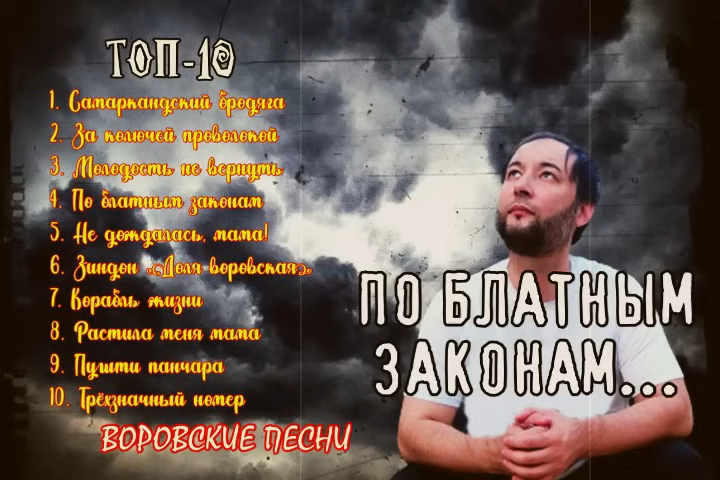 ТОП-10
1. Самаркандский бродяга
2. За колючей проволокой
3. Молодость не вернуть
4. По блатным законам
5. Не дождалась, мама!
6. Зиндон «Доля воровская»
7. Корабль жизни
8. Растила меня мама
9. Пушти панчара
10. Трёхзначный номер
ВОРОВСКИЕ ПЕСНИ
ПО БЛАТНЫМ
ЗАКОНАМ...